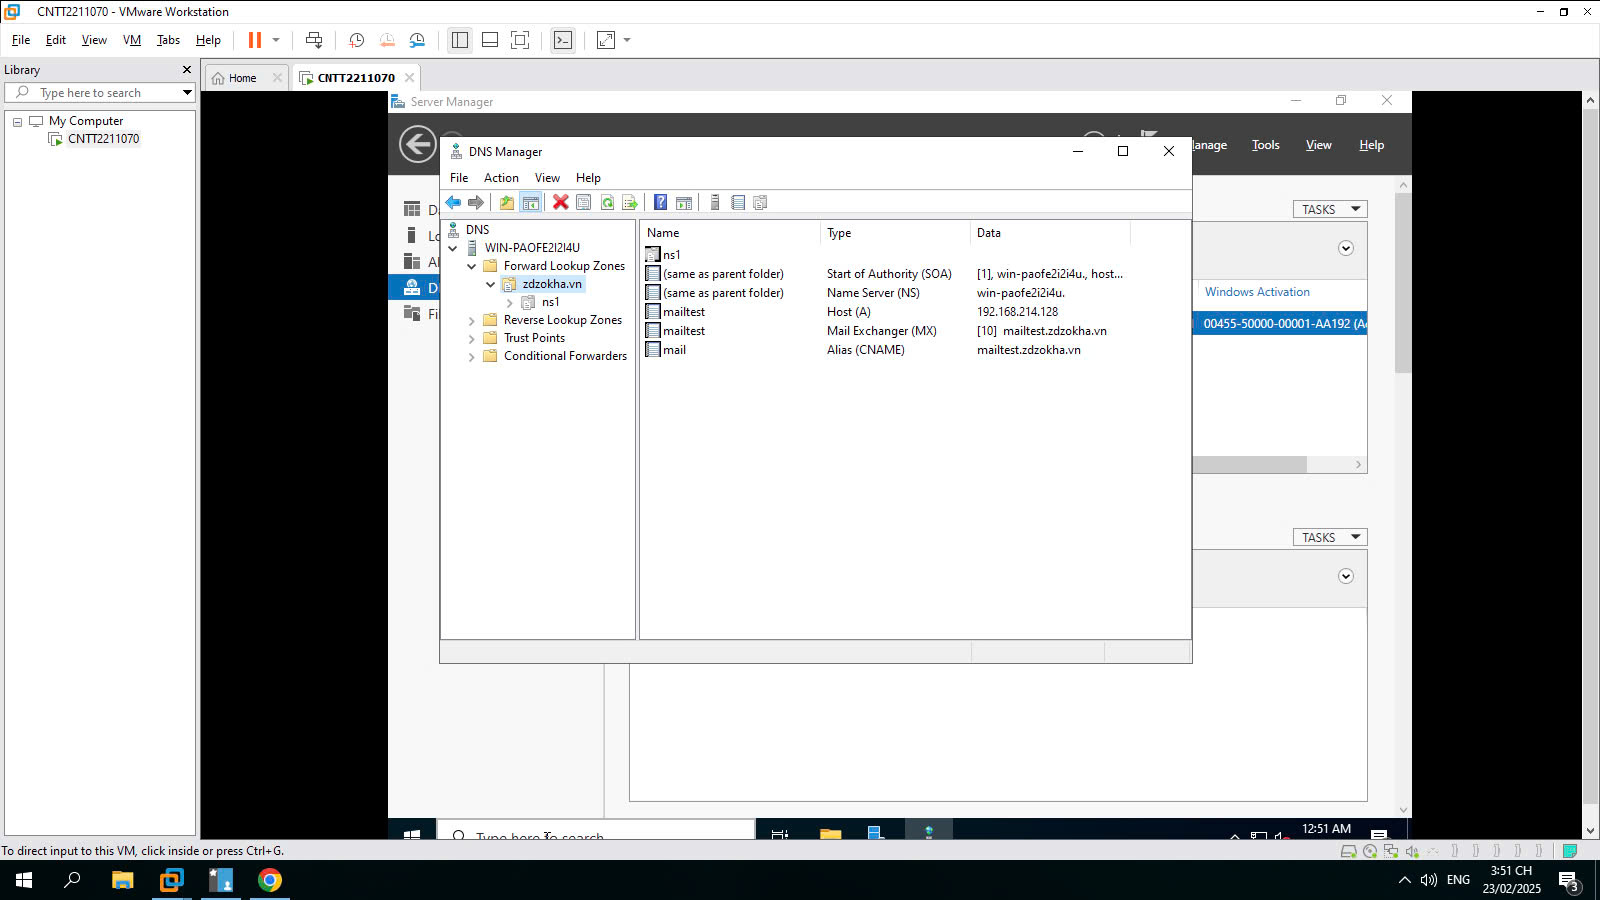 CNTT2211070 - VMware Workstation
File Edit View VM Tabs Help
Library
Home
CNTT2211070
Type here to search
My Computer
CNTT2211070
Server Manager
anage Tools View Help
DNS Manager
File Action View Help
DNS
WIN-PAOFE2I2I4U
Forward Lookup Zones
zdzokha.vn
ns1
Reverse Lookup Zones
Trust Points
Conditional Forwarders
Name Type Data
ns1
(same as parent folder) Start of Authority (SOA) [1], win-paofe2i2i4u., host...
(same as parent folder) Name Server (NS) win-paofe2i2i4u.
mailtest Host (A) 192.168.214.128
mailtest Mail Exchanger (MX) [10] mailtest.zdzokha.vn
mail Alias (CNAME) mailtest.zdzokha.vn
TASKS
Windows Activation
00455-50000-00001-AA192 (A
TASKS
Type here to search
12:51 AM
To direct input to this VM, click inside or press Ctrl+G.
ENG
3:51 CH
23/02/2025
3